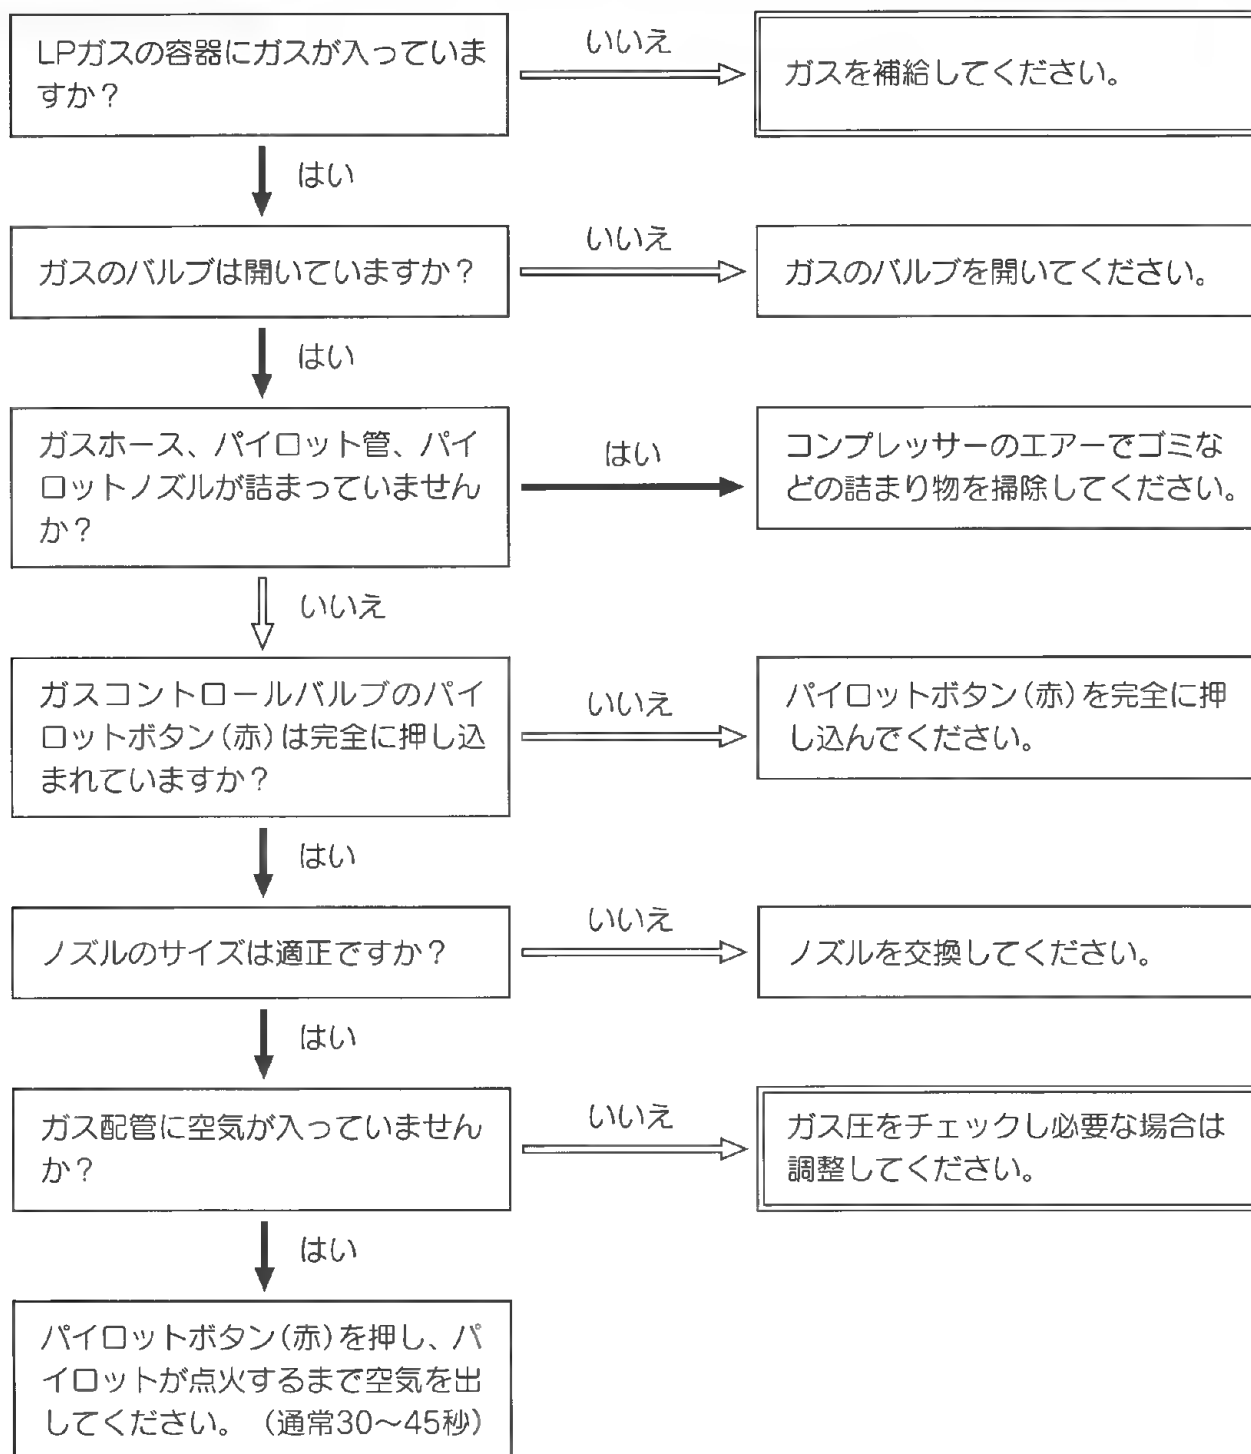 LPガスの容器にガスが入っていま
すか？
いいえ
ガスを補給してください。
はい
ガスのバルブは開いていますか？
いいえ
ガスのバルブを開いてください。
はい
ガスホース、パイロット管、パイ
ロットノズルが詰まっていません
か？
はい
コンプレッサーのエアーでゴミな
どの詰まり物を掃除してください。
いいえ
ガスコントロールバルブのパイ
ロットボタン(赤)は完全に押し込
まれていますか？
いいえ
パイロットボタン(赤)を完全に押
し込んでください。
はい
ノズルのサイズは適正ですか？
いいえ
ノズルを交換してください。
はい
ガス配管に空気が入っていません
か？
いいえ
ガス圧をチェックし必要な場合は
調整してください。
はい
パイロットボタン(赤)を押し、パ
イロットが点火するまで空気を出
してください。（通常30〜45秒）